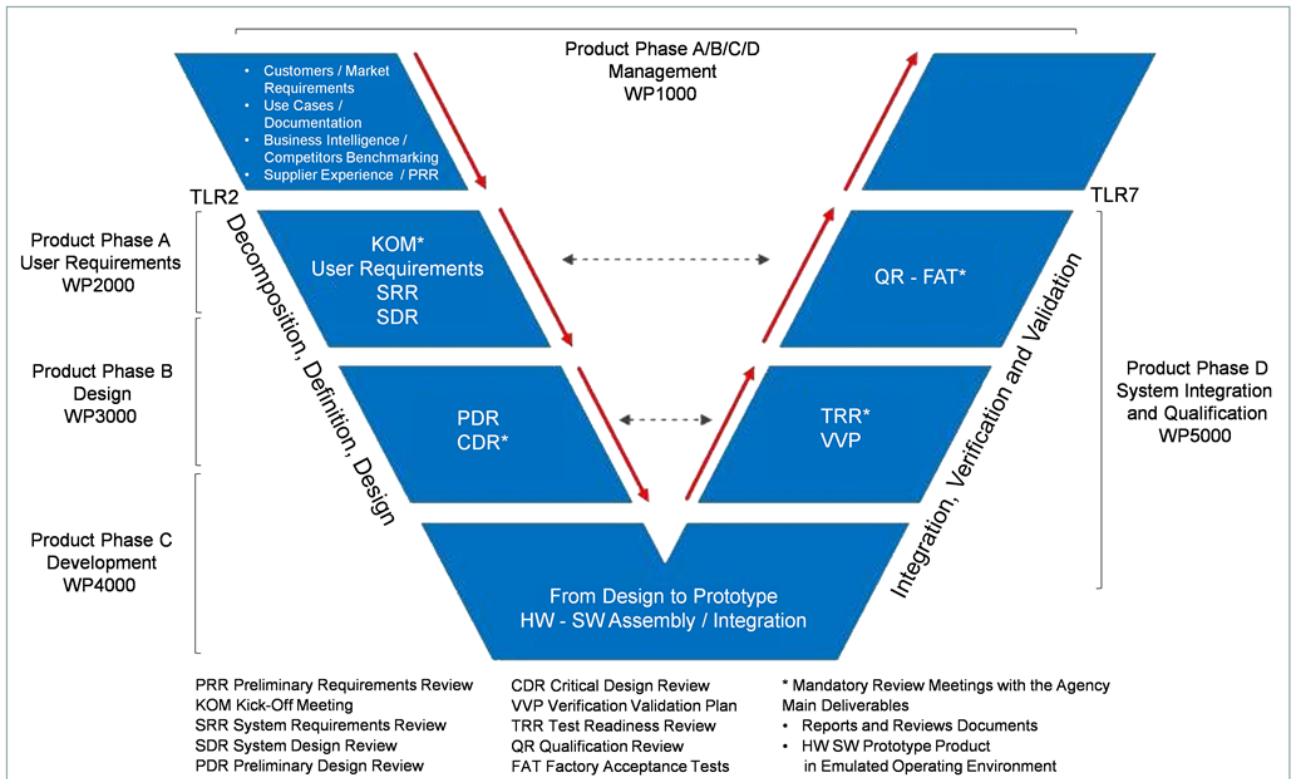 Product Phase A/B/C/D
Management
WP1000
• Customers / Market
Requirements
• Use Cases /
Documentation
• Business Intelligence /
Competitors Benchmarking
• Supplier Experience / PRR
TLR2
TLR7
Product Phase A
User Requirements
WP2000
KOM*
User Requirements
SRR
SDR
QR - FAT*
Decomposition, Definition, Design
Integration, Verification and Validation
Product Phase B
Design
WP3000
PDR
CDR*
TRR*
VVP
Product Phase D
System Integration
and Qualification
WP5000
Product Phase C
Development
WP4000
From Design to Prototype
HW - SW Assembly / Integration
PRR Preliminary Requirements Review
KOM Kick-Off Meeting
SRR System Requirements Review
SDR System Design Review
PDR Preliminary Design Review
CDR Critical Design Review
VVP Verification Validation Plan
TRR Test Readiness Review
QR Qualification Review
FAT Factory Acceptance Tests
* Mandatory Review Meetings with the Agency
Main Deliverables
• Reports and Reviews Documents
• HW SW Prototype Product
in Emulated Operating Environment